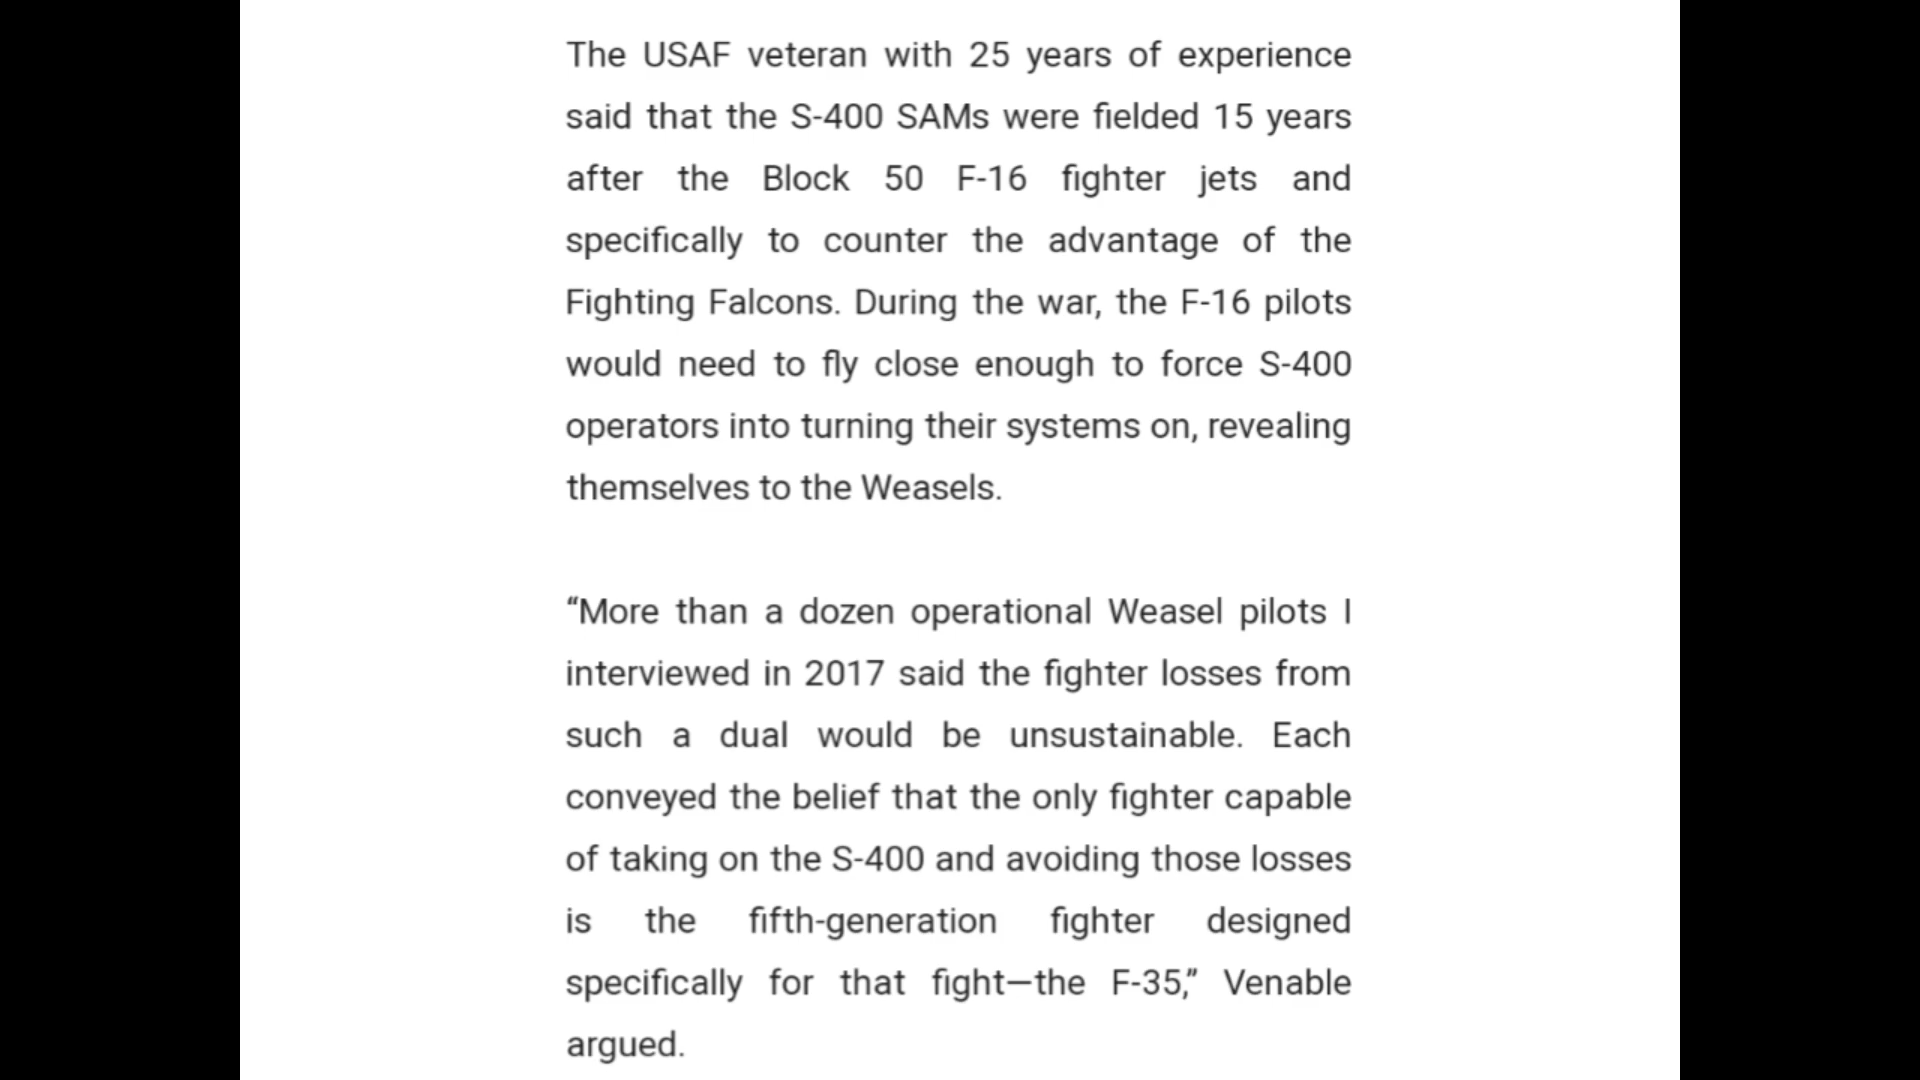 The USAF veteran with 25 years of experience
said that the S-400 SAMs were fielded 15 years
after the Block 50 F-16 fighter jets and
specifically to counter the advantage of the
Fighting Falcons. During the war, the F-16 pilots
would need to fly close enough to force S-400
operators into turning their systems on, revealing
themselves to the Weasels.
“More than a dozen operational Weasel pilots I
interviewed in 2017 said the fighter losses from
such a dual would be unsustainable. Each
conveyed the belief that the only fighter capable
of taking on the S-400 and avoiding those losses
is the fifth-generation fighter designed
specifically for that fight—the F-35,” Venable
argued.